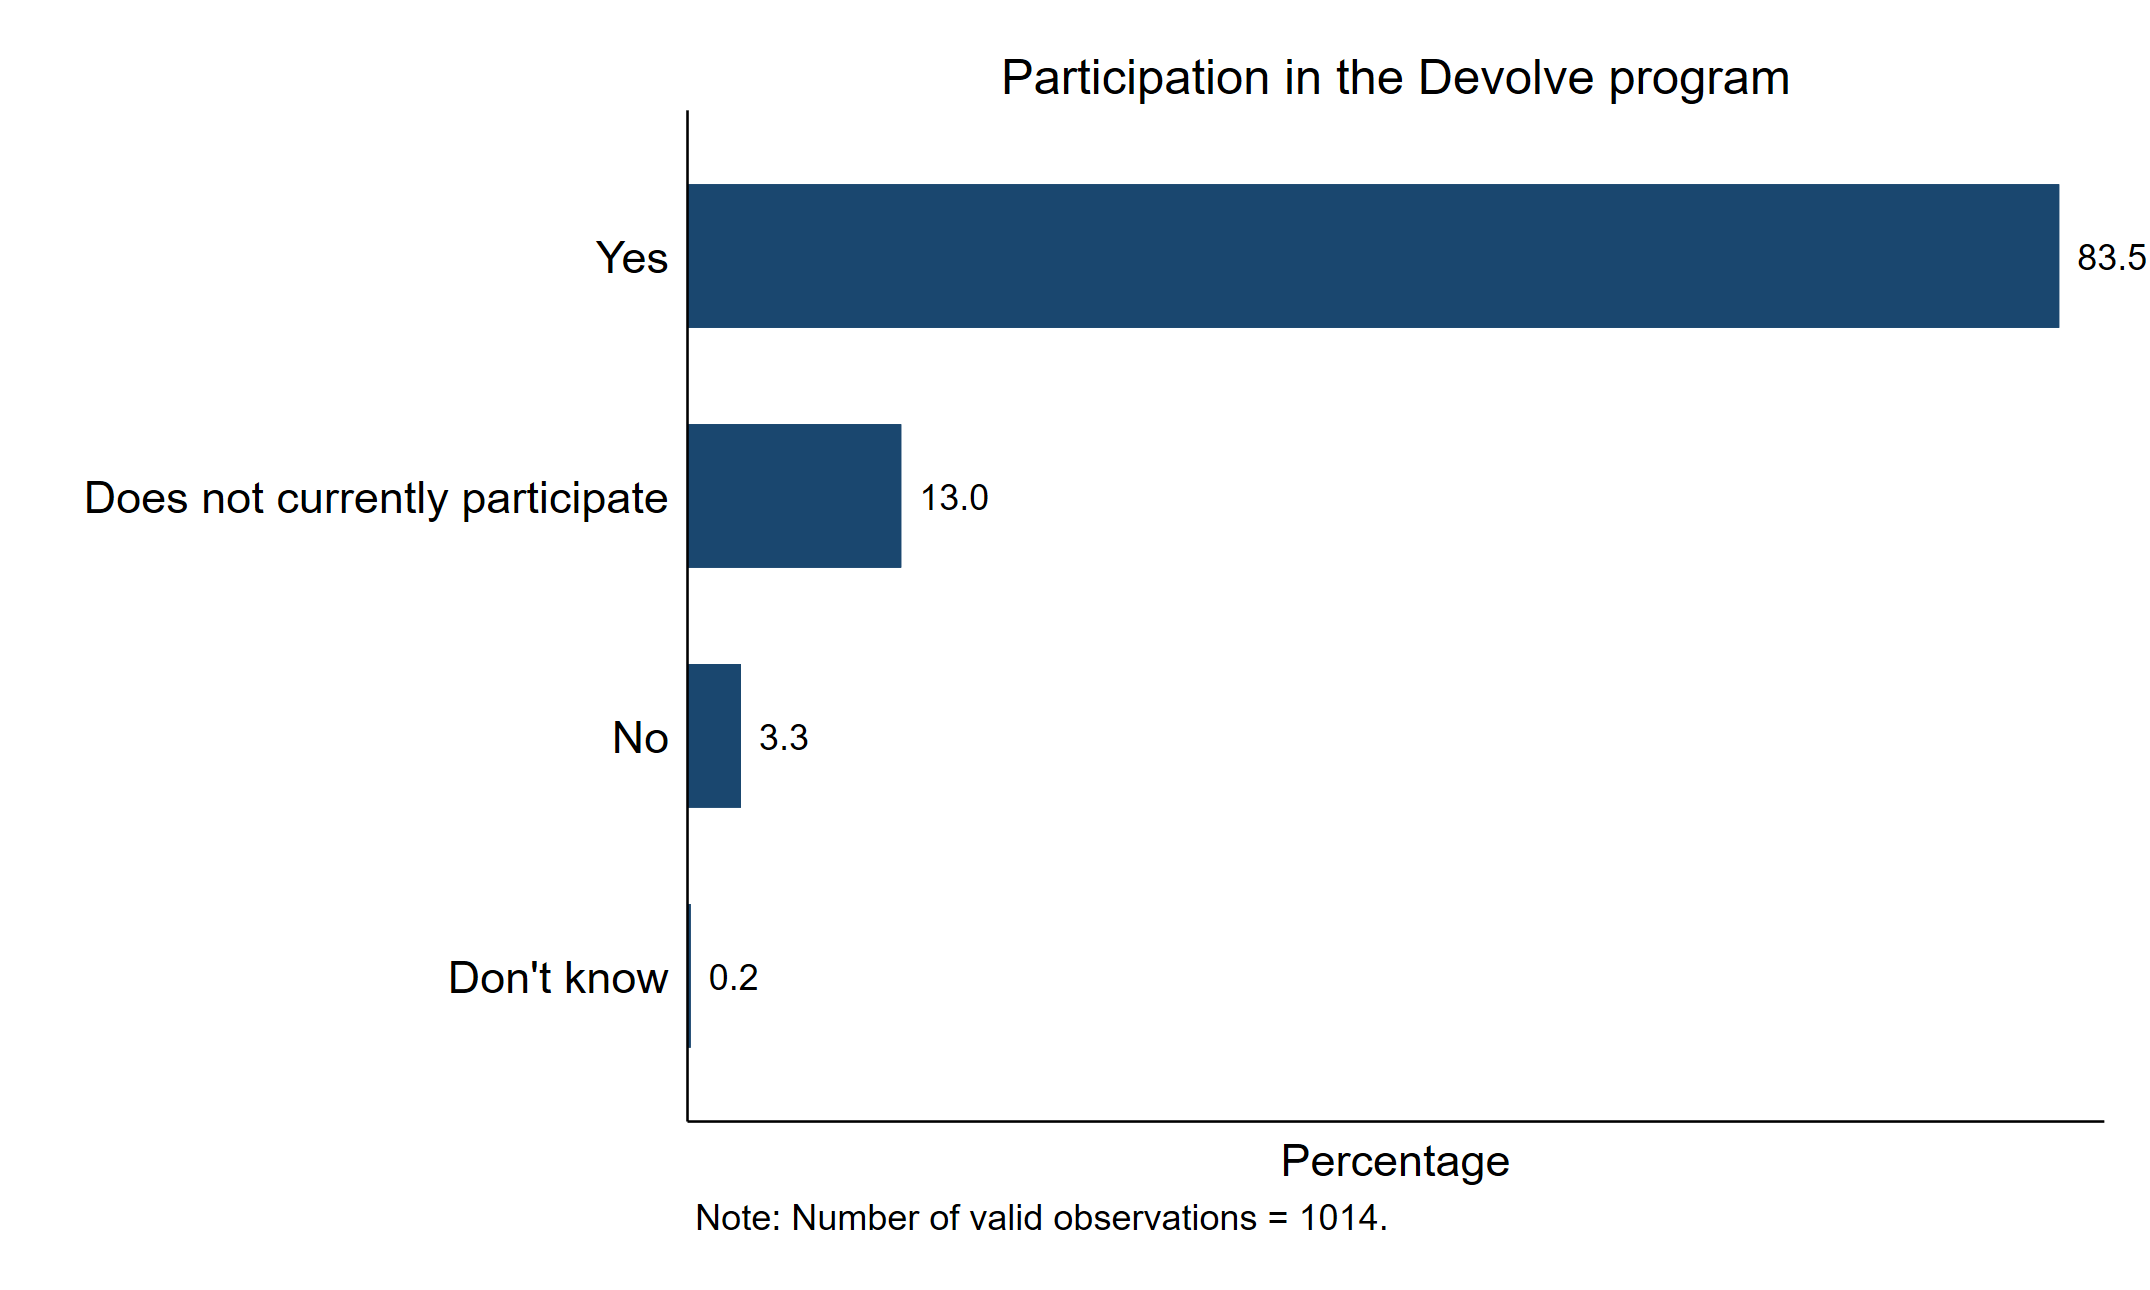 Participation in the Devolve program
Yes
83.5
Does not currently participate
13.0
No
3.3
Don't know
0.2
Percentage
Note: Number of valid observations = 1014.